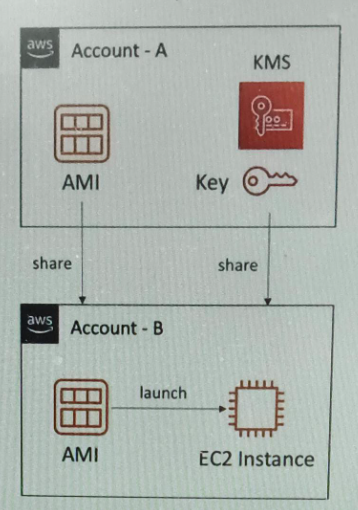 aws
Account - A
KMS
AMI
Key
share
share
aws
Account - B
launch
AMI
EC2 Instance